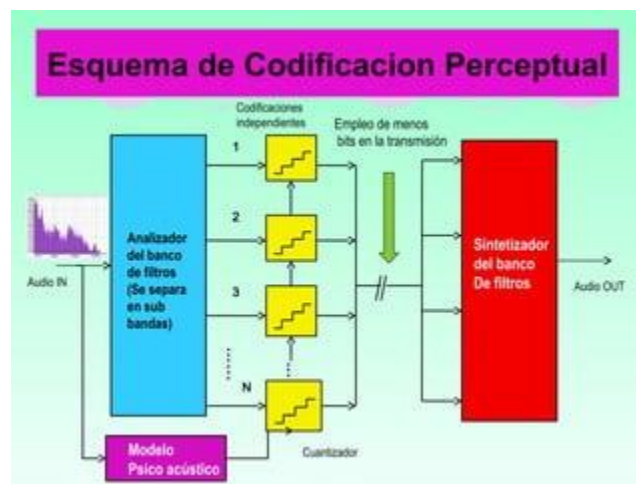 Esquema de Codificacion Perceptual
Codificaciones
independientes
Empleo de menos
bits en la transmisión
1
2
3
N
Analizador
del banco
de filtros
(Se separa
en sub
bandas)
Audio IN
Sintetizador
del banco
De filtros
Audio OUT
Modelo
Psico acústico
Cuantizador